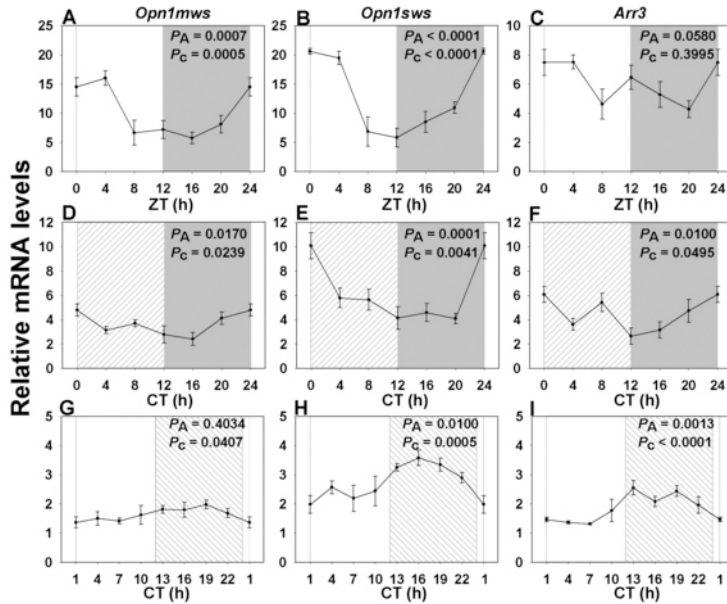 Relative mRNA levels
A Opn1mws B Opn1sws C Arr3
PA = 0.0007 PA < 0.0001 PA = 0.0580
PC = 0.0005 PC < 0.0001 PC = 0.3995
25 25 10
20 20 8
15 15 6
10 10 4
5 5 2
0 0 0
0 4 8 12 16 20 24 0 4 8 12 16 20 24 0 4 8 12 16 20 24
ZT (h) ZT (h) ZT (h)
D E F
PA = 0.0170 PA = 0.0001 PA = 0.0100
PC = 0.0239 PC = 0.0041 PC = 0.0495
12 12 12
10 10 10
8 8 8
6 6 6
4 4 4
2 2 2
0 0 0
0 4 8 12 16 20 24 0 4 8 12 16 20 24 0 4 8 12 16 20 24
CT (h) CT (h) CT (h)
G H I
PA = 0.4034 PA = 0.0100 PA = 0.0013
PC = 0.0407 PC = 0.0005 PC < 0.0001
5 5 5
4 4 4
3 3 3
2 2 2
1 1 1
0 0 0
1 4 7 10 13 16 19 22 1 1 4 7 10 13 16 19 22 1 1 4 7 10 13 16 19 22 1
CT (h) CT (h) CT (h)